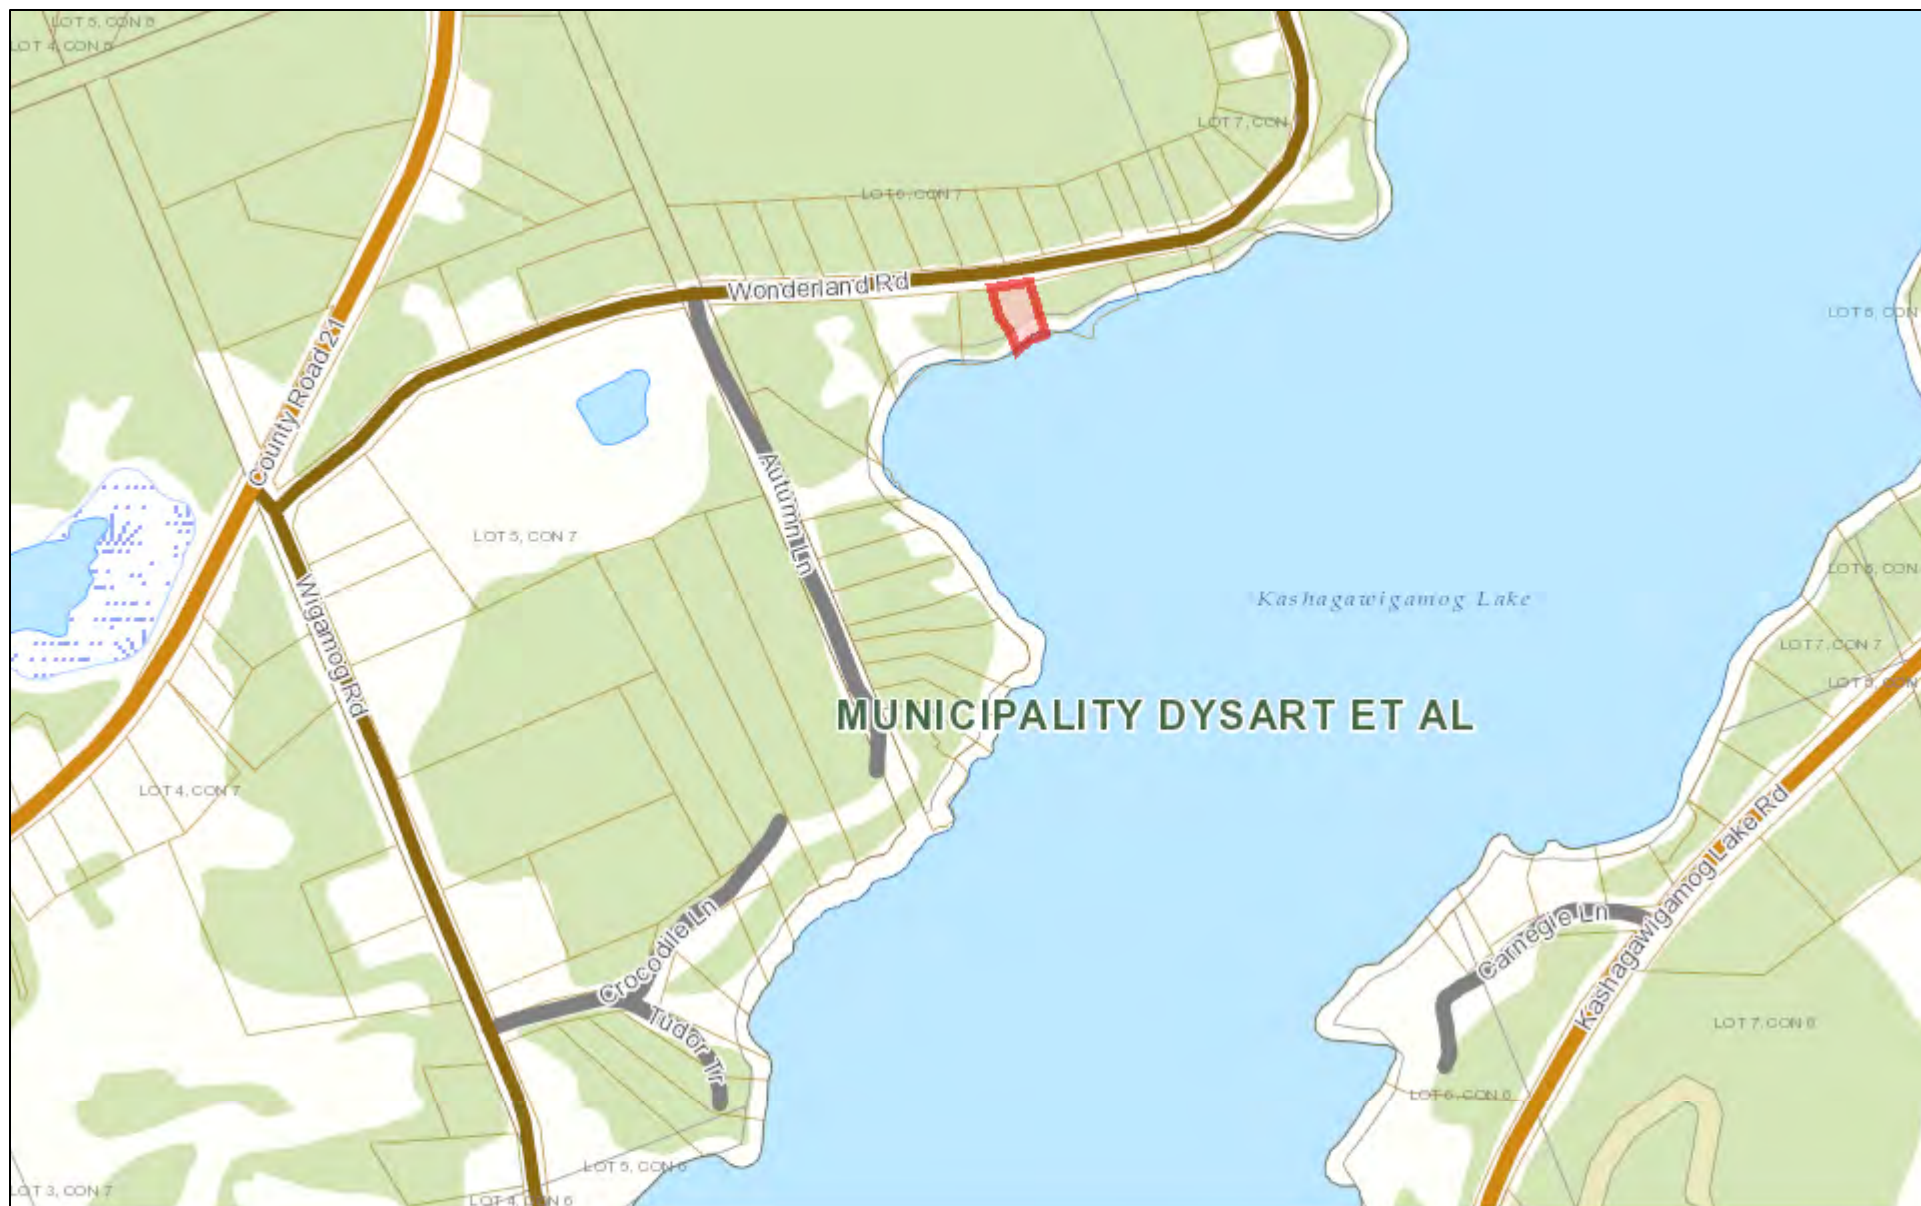 LOT 5, CON 8
LOT 4, CON 8
LOT 7, CON
LOT 6, CON 7
Wonderland Rd
County Road 21
LOT 6, CON
Autumn Ln
LOT 5, CON 7
Wigamog Rd
Kashagawigamog Lake
LOT 7, CON 7
MUNICIPALITY DYSART ET AL
LOT 4, CON 7
Kashagawigamog Lake Rd
Crocodile Ln
Carnegie Ln
Tudor Tr
LOT 7, CON 6
LOT 6, CON 6
LOT 5, CON 6
LOT 3, CON 7
LOT 4, CON 6